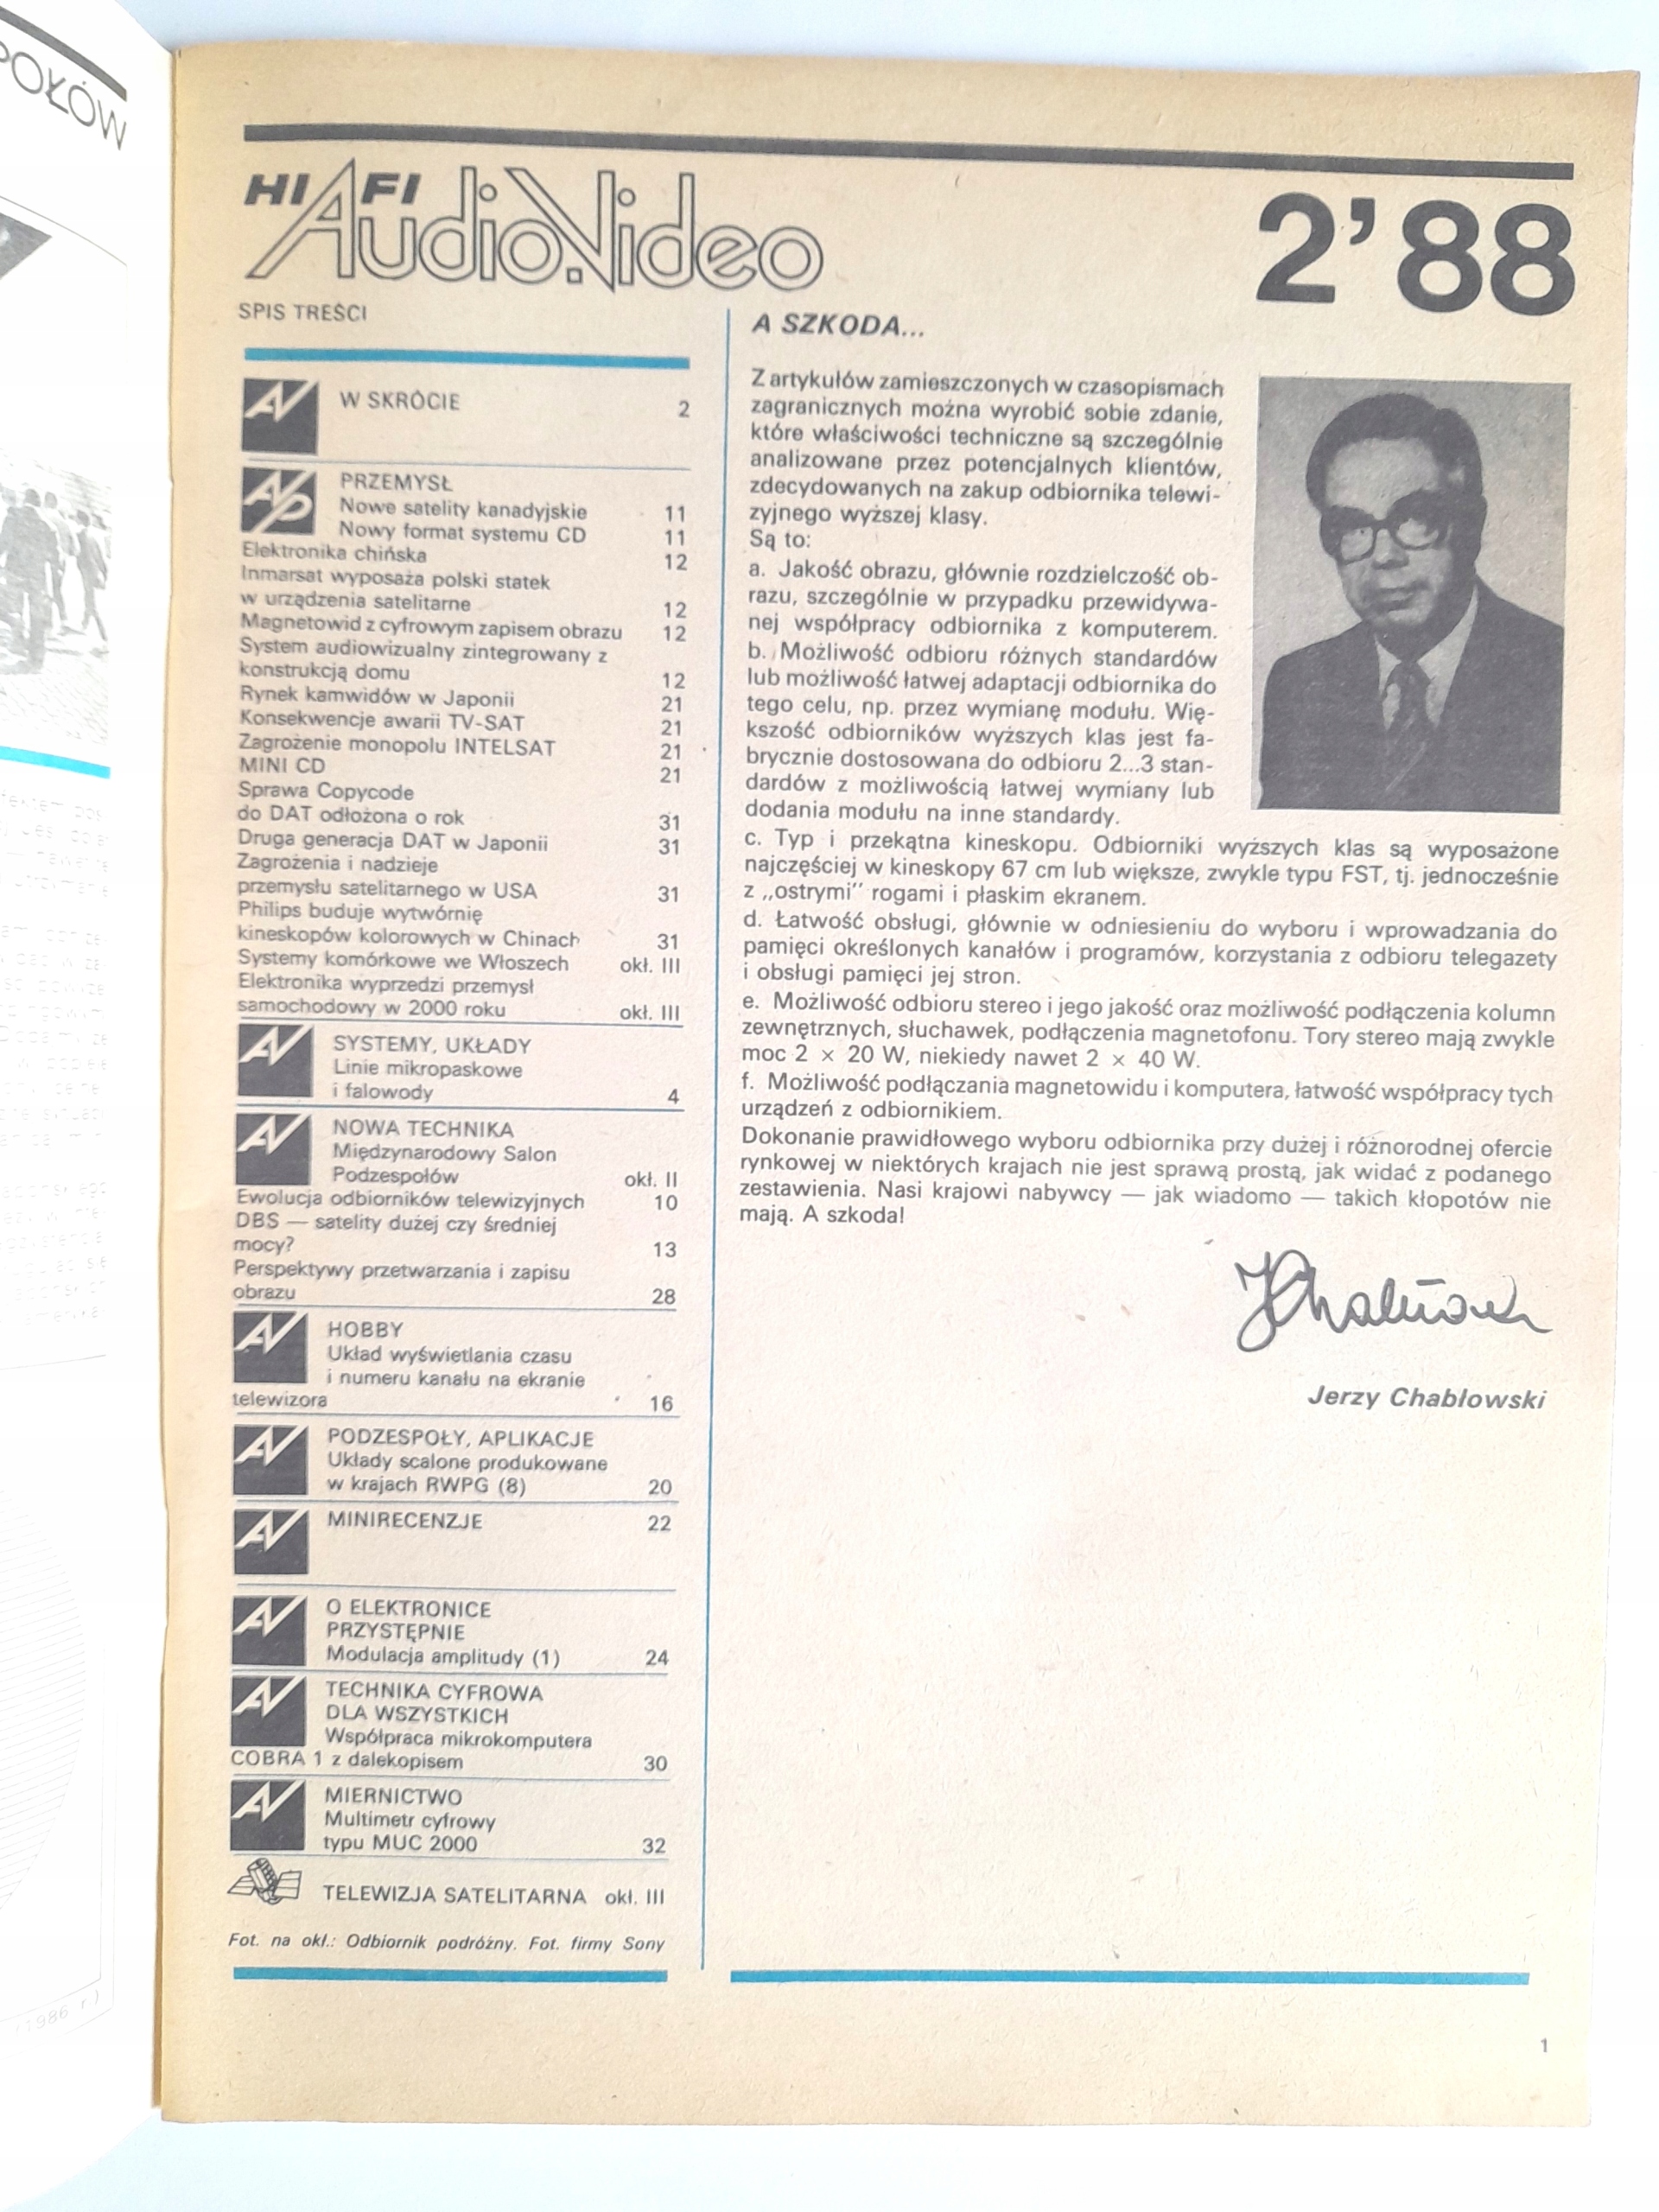 POŁÓW
HI FI
Audio Video
2'88
SPIS TREŚCI
W SKRÓCIE 2
PRZEMYSŁ
Nowe satelity kanadyjskie 11
Nowy format systemu CD 11
Elektronika chińska 12
Inmarsat wyposaża polski statek
w urządzenia satelitarne 12
Magnetowid z cyfrowym zapisem obrazu 12
System audiowizualny zintegrowany z
konstrukcją domu 12
Rynek kamwidów w Japonii 21
Konsekwencje awarii TV-SAT 21
Zagrożenie monopolu INTELSAT 21
MINI CD 21
Sprawa Copycode
do DAT odłożona o rok 31
Druga generacja DAT w Japonii 31
Zagrożenia i nadzieje
przemysłu satelitarnego w USA 31
Philips buduje wytwórnię
kineskopów kolorowych w Chinach 31
Systemy komórkowe we Włoszech okł. III
Elektronika wyprzedzi przemysł
samochodowy w 2000 roku okł. III
SYSTEMY, UKŁADY
Linie mikropaskowe
i falowody 4
NOWA TECHNIKA
Międzynarodowy Salon
Podzespołów okł. II
Ewolucja odbiorników telewizyjnych 10
DBS — satelity dużej czy średniej
mocy? 13
Perspektywy przetwarzania i zapisu
obrazu 28
HOBBY
Układ wyświetlania czasu
i numeru kanału na ekranie
telewizora 16
PODZESPOŁY, APLIKACJE
Układy scalone produkowane
w krajach RWPG (8) 20
MINIRECENZJE 22
O ELEKTRONICE
PRZYSTĘPNIE
Modulacja amplitudy (1) 24
TECHNIKA CYFROWA
DLA WSZYSTKICH
Współpraca mikrokomputera
COBRA 1 z dalekopisem 30
MIERNICTWO
Multimetr cyfrowy
typu MUC 2000 32
TELEWIZJA SATELITARNA okł. III
Fot. na okł.: Odbiornik podróżny. Fot. firmy Sony
A SZKODA...
Z artykułów zamieszczonych w czasopismach
zagranicznych można wyrobić sobie zdanie,
które właściwości techniczne są szczególnie
analizowane przez potencjalnych klientów,
zdecydowanych na zakup odbiornika telewi-
zyjnego wyższej klasy.
Są to:
a. Jakość obrazu, głównie rozdzielczość ob-
razu, szczególnie w przypadku przewidywa-
nej współpracy odbiornika z komputerem.
b. Możliwość odbioru różnych standardów
lub możliwość łatwej adaptacji odbiornika do
tego celu, np. przez wymianę modułu. Wię-
kszość odbiorników wyższych klas jest fa-
brycznie dostosowana do odbioru 2...3 stan-
dardów z możliwością łatwej wymiany lub
dodania modułu na inne standardy.
c. Typ i przekątna kineskopu. Odbiorniki wyższych klas są wyposażone
najczęściej w kineskopy 67 cm lub większe, zwykle typu FST, tj. jednocześnie
z „ostrymi" rogami i płaskim ekranem.
d. Łatwość obsługi, głównie w odniesieniu do wyboru i wprowadzania do
pamięci określonych kanałów i programów, korzystania z odbioru telegazety
i obsługi pamięci jej stron.
e. Możliwość odbioru stereo i jego jakość oraz możliwość podłączenia kolumn
zewnętrznych, słuchawek, podłączenia magnetofonu. Tory stereo mają zwykle
moc 2 × 20 W, niekiedy nawet 2 × 40 W.
f. Możliwość podłączania magnetowidu i komputera, łatwość współpracy tych
urządzeń z odbiornikiem.
Dokonanie prawidłowego wyboru odbiornika przy dużej i różnorodnej ofercie
rynkowej w niektórych krajach nie jest sprawą prostą, jak widać z podanego
zestawienia. Nasi krajowi nabywcy — jak wiadomo — takich kłopotów nie
mają. A szkoda!
Jerzy Chabłowski
1
(1986 r.)